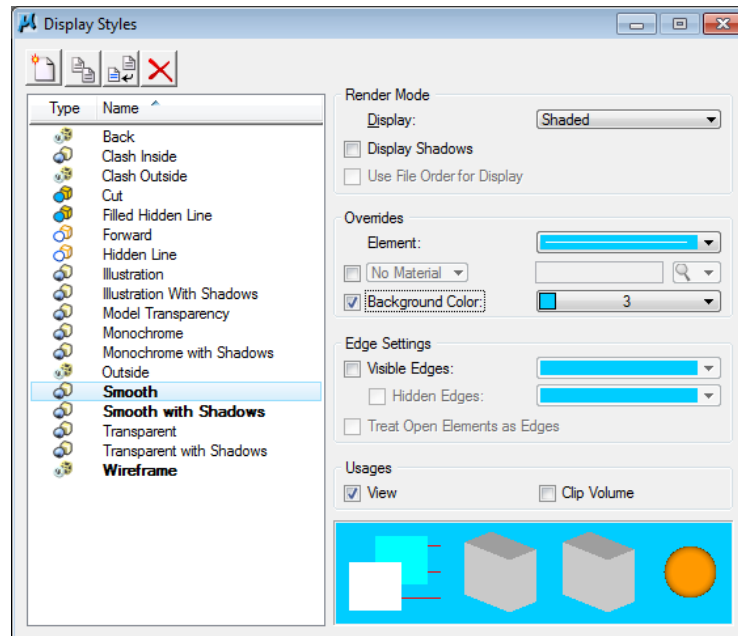 Display Styles
Type Name
Back
Clash Inside
Clash Outside
Cut
Filled Hidden Line
Forward
Hidden Line
Illustration
Illustration With Shadows
Model Transparency
Monochrome
Monochrome with Shadows
Outside
Smooth
Smooth with Shadows
Transparent
Transparent with Shadows
Wireframe
Render Mode
Display: Shaded
Display Shadows
Use File Order for Display
Overrides
Element:
No Material
Background Color: 3
Edge Settings
Visible Edges:
Hidden Edges:
Treat Open Elements as Edges
Usages
View Clip Volume